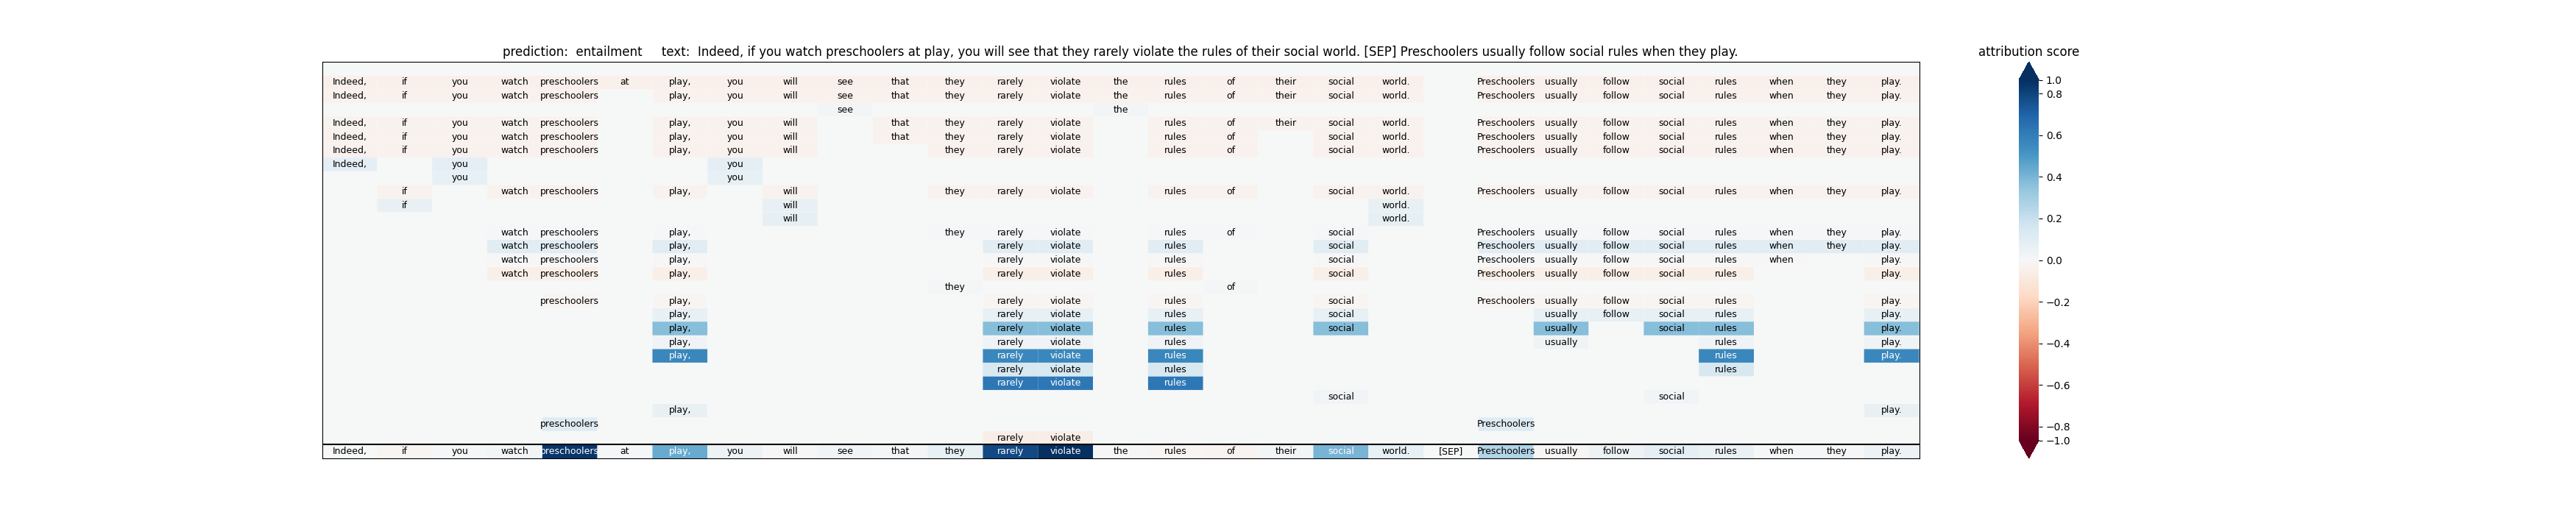 prediction: entailment text: Indeed, if you watch preschoolers at play, you will see that they rarely violate the rules of their social world. [SEP] Preschoolers usually follow social rules when they play.
attribution score
Indeed, if you watch preschoolers at play, you will see that they rarely violate the rules of their social world. Preschoolers usually follow social rules when they play.
Indeed, if you watch preschoolers play, you will see that they rarely violate the rules of their social world. Preschoolers usually follow social rules when they play.
see the
Indeed, if you watch preschoolers play, you will that they rarely violate rules of their social world. Preschoolers usually follow social rules when they play.
Indeed, if you watch preschoolers play, you will that they rarely violate rules of social world. Preschoolers usually follow social rules when they play.
Indeed, if you watch preschoolers play, you will they rarely violate rules of social world. Preschoolers usually follow social rules when they play.
Indeed, you you
you you
if watch preschoolers play, will they rarely violate rules of social world. Preschoolers usually follow social rules when they play.
if will world.
will world.
watch preschoolers play, they rarely violate rules of social Preschoolers usually follow social rules when they play.
watch preschoolers play, rarely violate rules social Preschoolers usually follow social rules when they play.
watch preschoolers play, rarely violate rules social Preschoolers usually follow social rules when play.
watch preschoolers play, rarely violate rules social Preschoolers usually follow social rules play.
they of
preschoolers play, rarely violate rules social Preschoolers usually follow social rules play.
play, rarely violate rules social usually follow social rules play.
play, rarely violate rules social usually social rules play.
play, rarely violate rules usually rules play.
play, rarely violate rules rules play.
rarely violate rules rules
rarely violate rules
social social
play, play.
preschoolers Preschoolers
rarely violate
Indeed, if you watch preschoolers at play, you will see that they rarely violate the rules of their social world. [SEP] Preschoolers usually follow social rules when they play.
1.0
0.8
0.6
0.4
0.2
0.0
−0.2
−0.4
−0.6
−0.8
−1.0